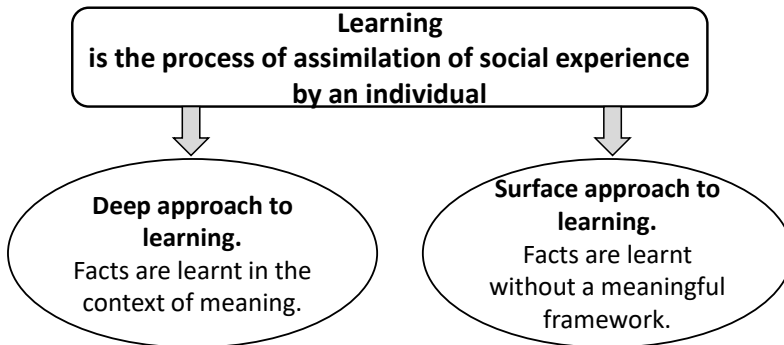 Learning
is the process of assimilation of social experience
by an individual
Deep approach to
learning.
Facts are learnt in the
context of meaning.
Surface approach to
learning.
Facts are learnt
without a meaningful
framework.